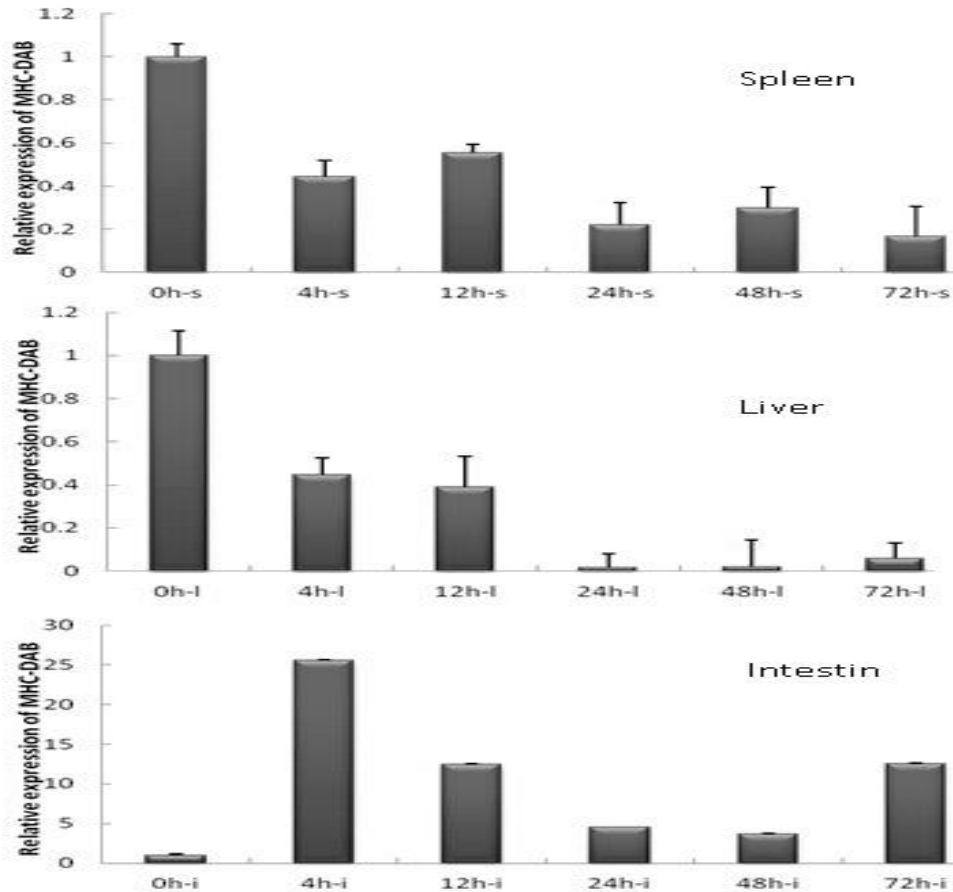 Relative expression of MHC-DAB
1.2
1
0.8
0.6
0.4
0.2
0
Spleen
0h-s 4h-s 12h-s 24h-s 48h-s 72h-s
Relative expression of MHC-DAB
1.2
1
0.8
0.6
0.4
0.2
0
Liver
0h-l 4h-l 12h-l 24h-l 48h-l 72h-l
Relative expression of MHC-DAB
30
25
20
15
10
5
0
Intestin
0h-i 4h-i 12h-i 24h-i 48h-i 72h-i